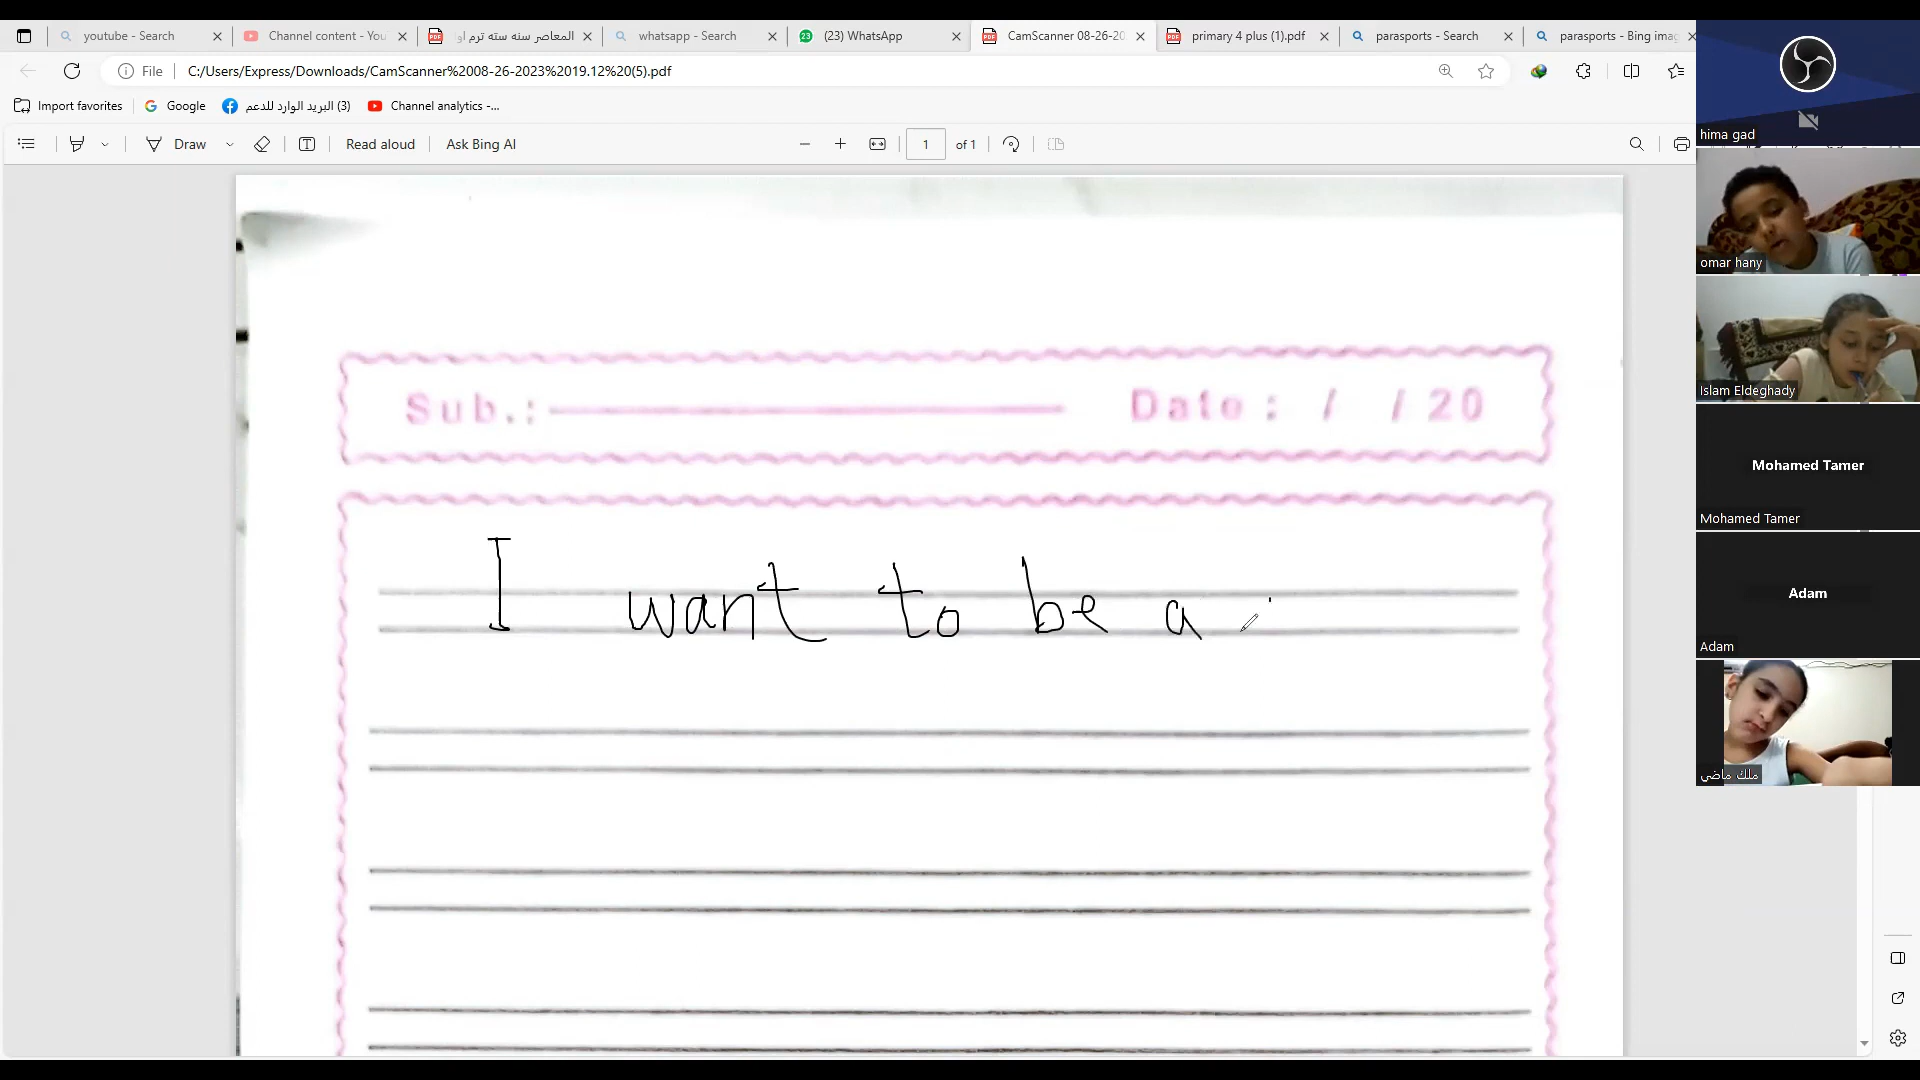 youtube - Search
Channel content - You
المعاصر سنه سته ترم اول
whatsapp - Search
(23) WhatsApp
CamScanner 08-26-20
primary 4 plus (1).pdf
parasports - Search
parasports - Bing imag
File
C:/Users/Express/Downloads/CamScanner%2008-26-2023%2019.12%20(5).pdf
Import favorites
Google
(3) البريد الوارد للدعم
Channel analytics -...
Draw
Read aloud
Ask Bing AI
1
of 1
Sub.:
Date: / / 20
I want to be a
hima gad
omar hany
Islam Eldeghady
Mohamed Tamer
Mohamed Tamer
Adam
Adam
ملك ماضي